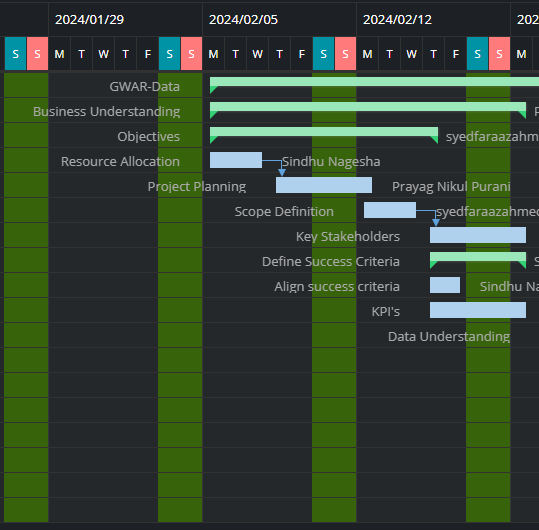 2024/01/29 2024/02/05 2024/02/12 202
S S M T W T F S S M T W T F S S M T W T F S S M
GWAR-Data
Business Understanding
Objectives syedfaraazahm
Resource Allocation Sindhu Nagesha
Project Planning Prayag Nikul Purani
Scope Definition syedfaraazahmed
Key Stakeholders
Define Success Criteria S
Align success criteria Sindhu Na
KPI's
Data Understanding